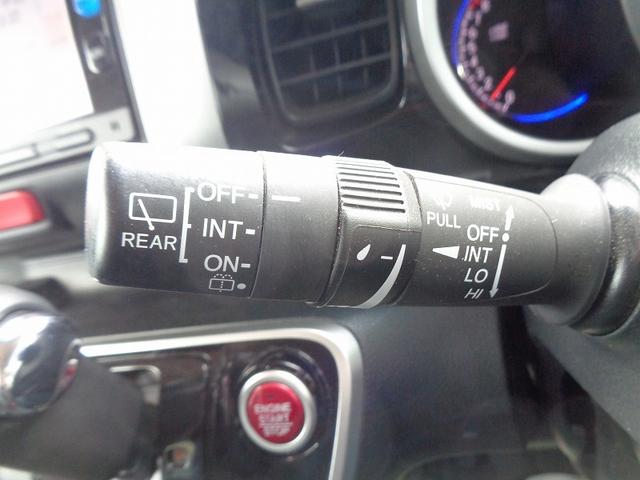 REAR
OFF
INT
ON
MIST
PULL
OFF
INT
LO
HI
ENGINE
START
STOP